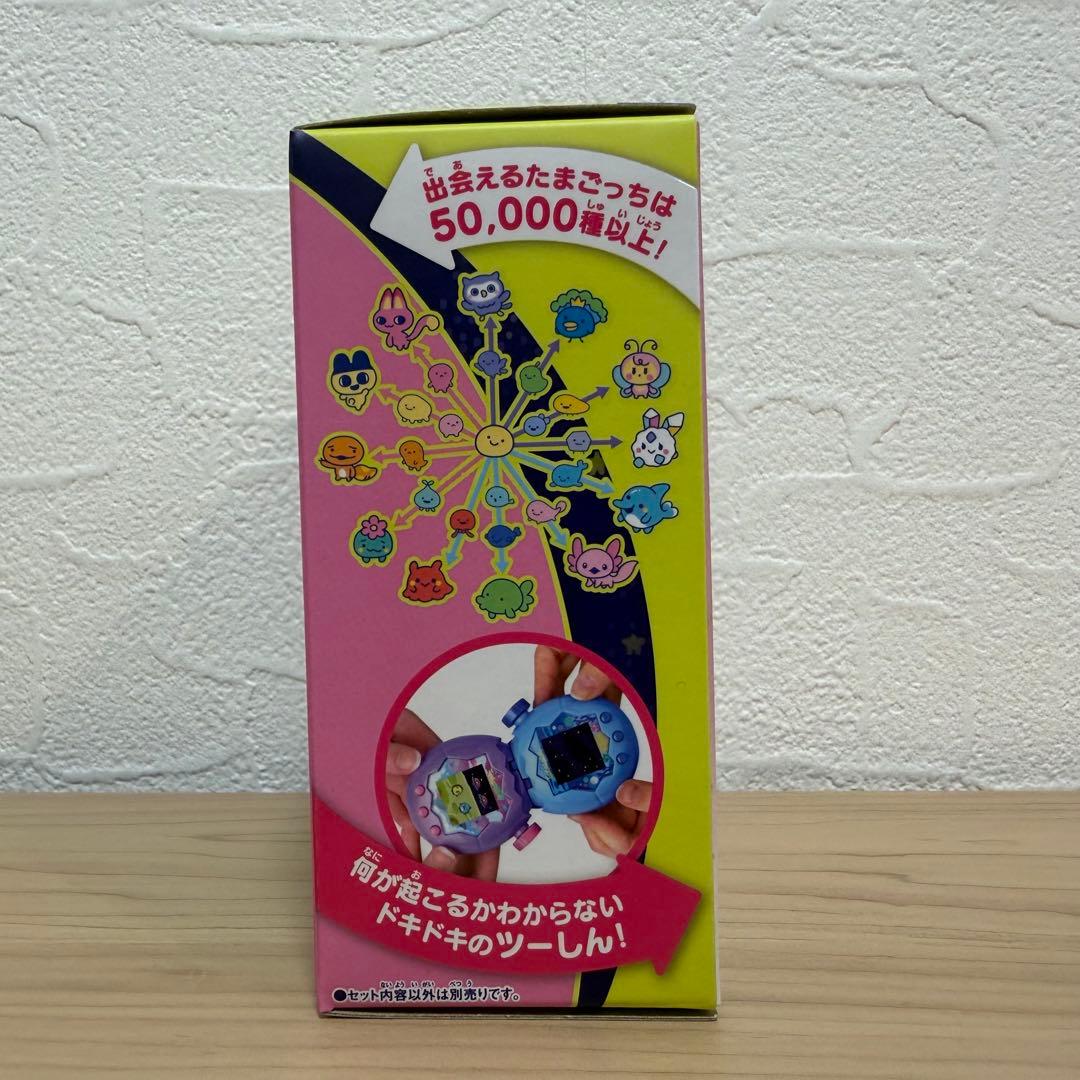 出会えるたまごっちは
50,000種以上!
何が起こるかわからない
ドキドキのツーしん!
●セット内容以外は別売りです。